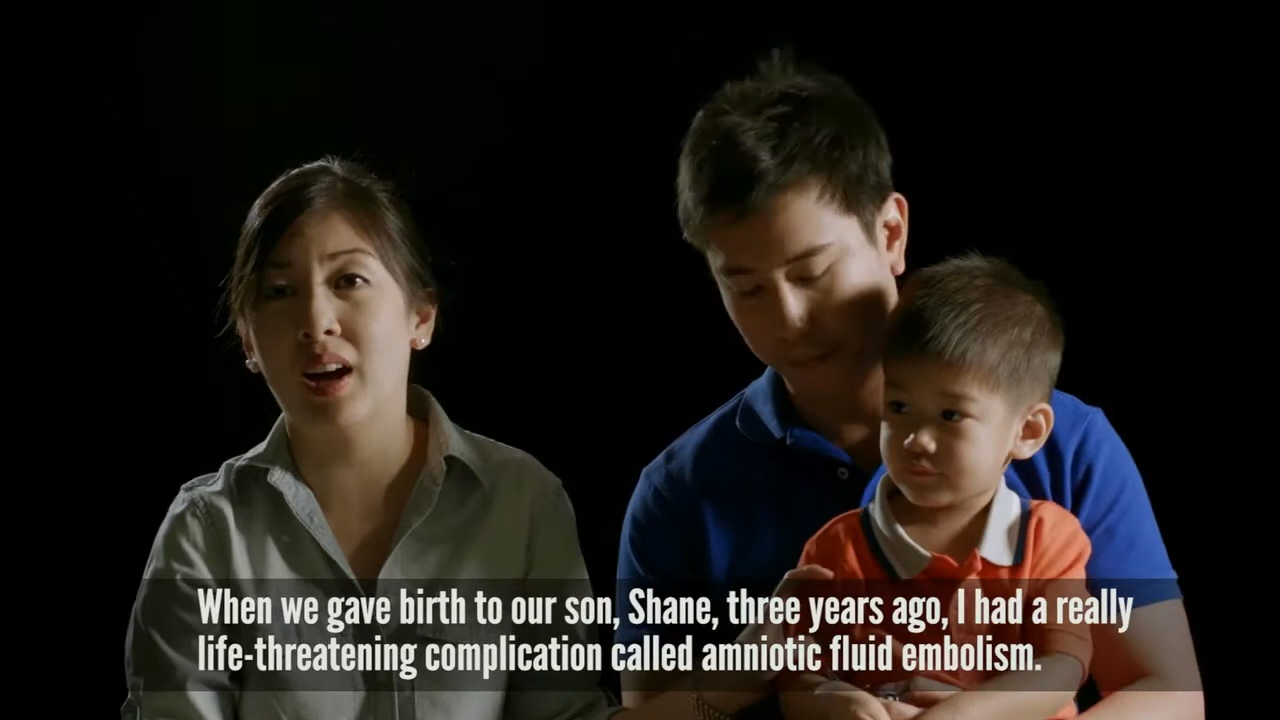 When we gave birth to our son, Shane, three years ago, I had a really
life-threatening complication called amniotic fluid embolism.